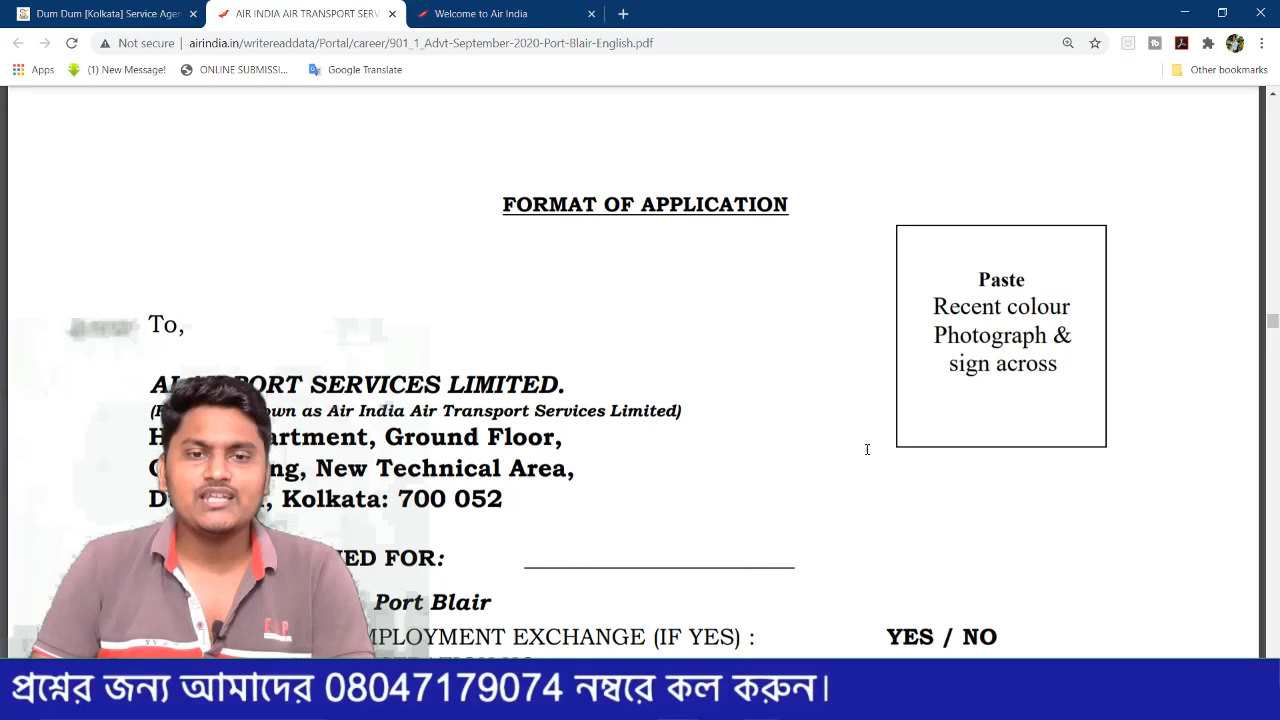 Dum Dum [Kolkata] Service Agen
AIR INDIA AIR TRANSPORT SERV
Welcome to Air India
Not secure
airindia.in/writereaddata/Portal/career/901_1_Advt-September-2020-Port-Blair-English.pdf
Apps
(1) New Message!
ONLINE SUBMISSI...
Google Translate
Other bookmarks
FORMAT OF APPLICATION
Paste
Recent colour
Photograph &
sign across
To,
PORT SERVICES LIMITED.
own as Air India Air Transport Services Limited)
artment, Ground Floor,
ng, New Technical Area,
Kolkata: 700 052
ED FOR:
Port Blair
MPLOYMENT EXCHANGE (IF YES) :
YES / NO
প্রশ্নের জন্য আমাদের 08047179074 নম্বরে কল করুন।